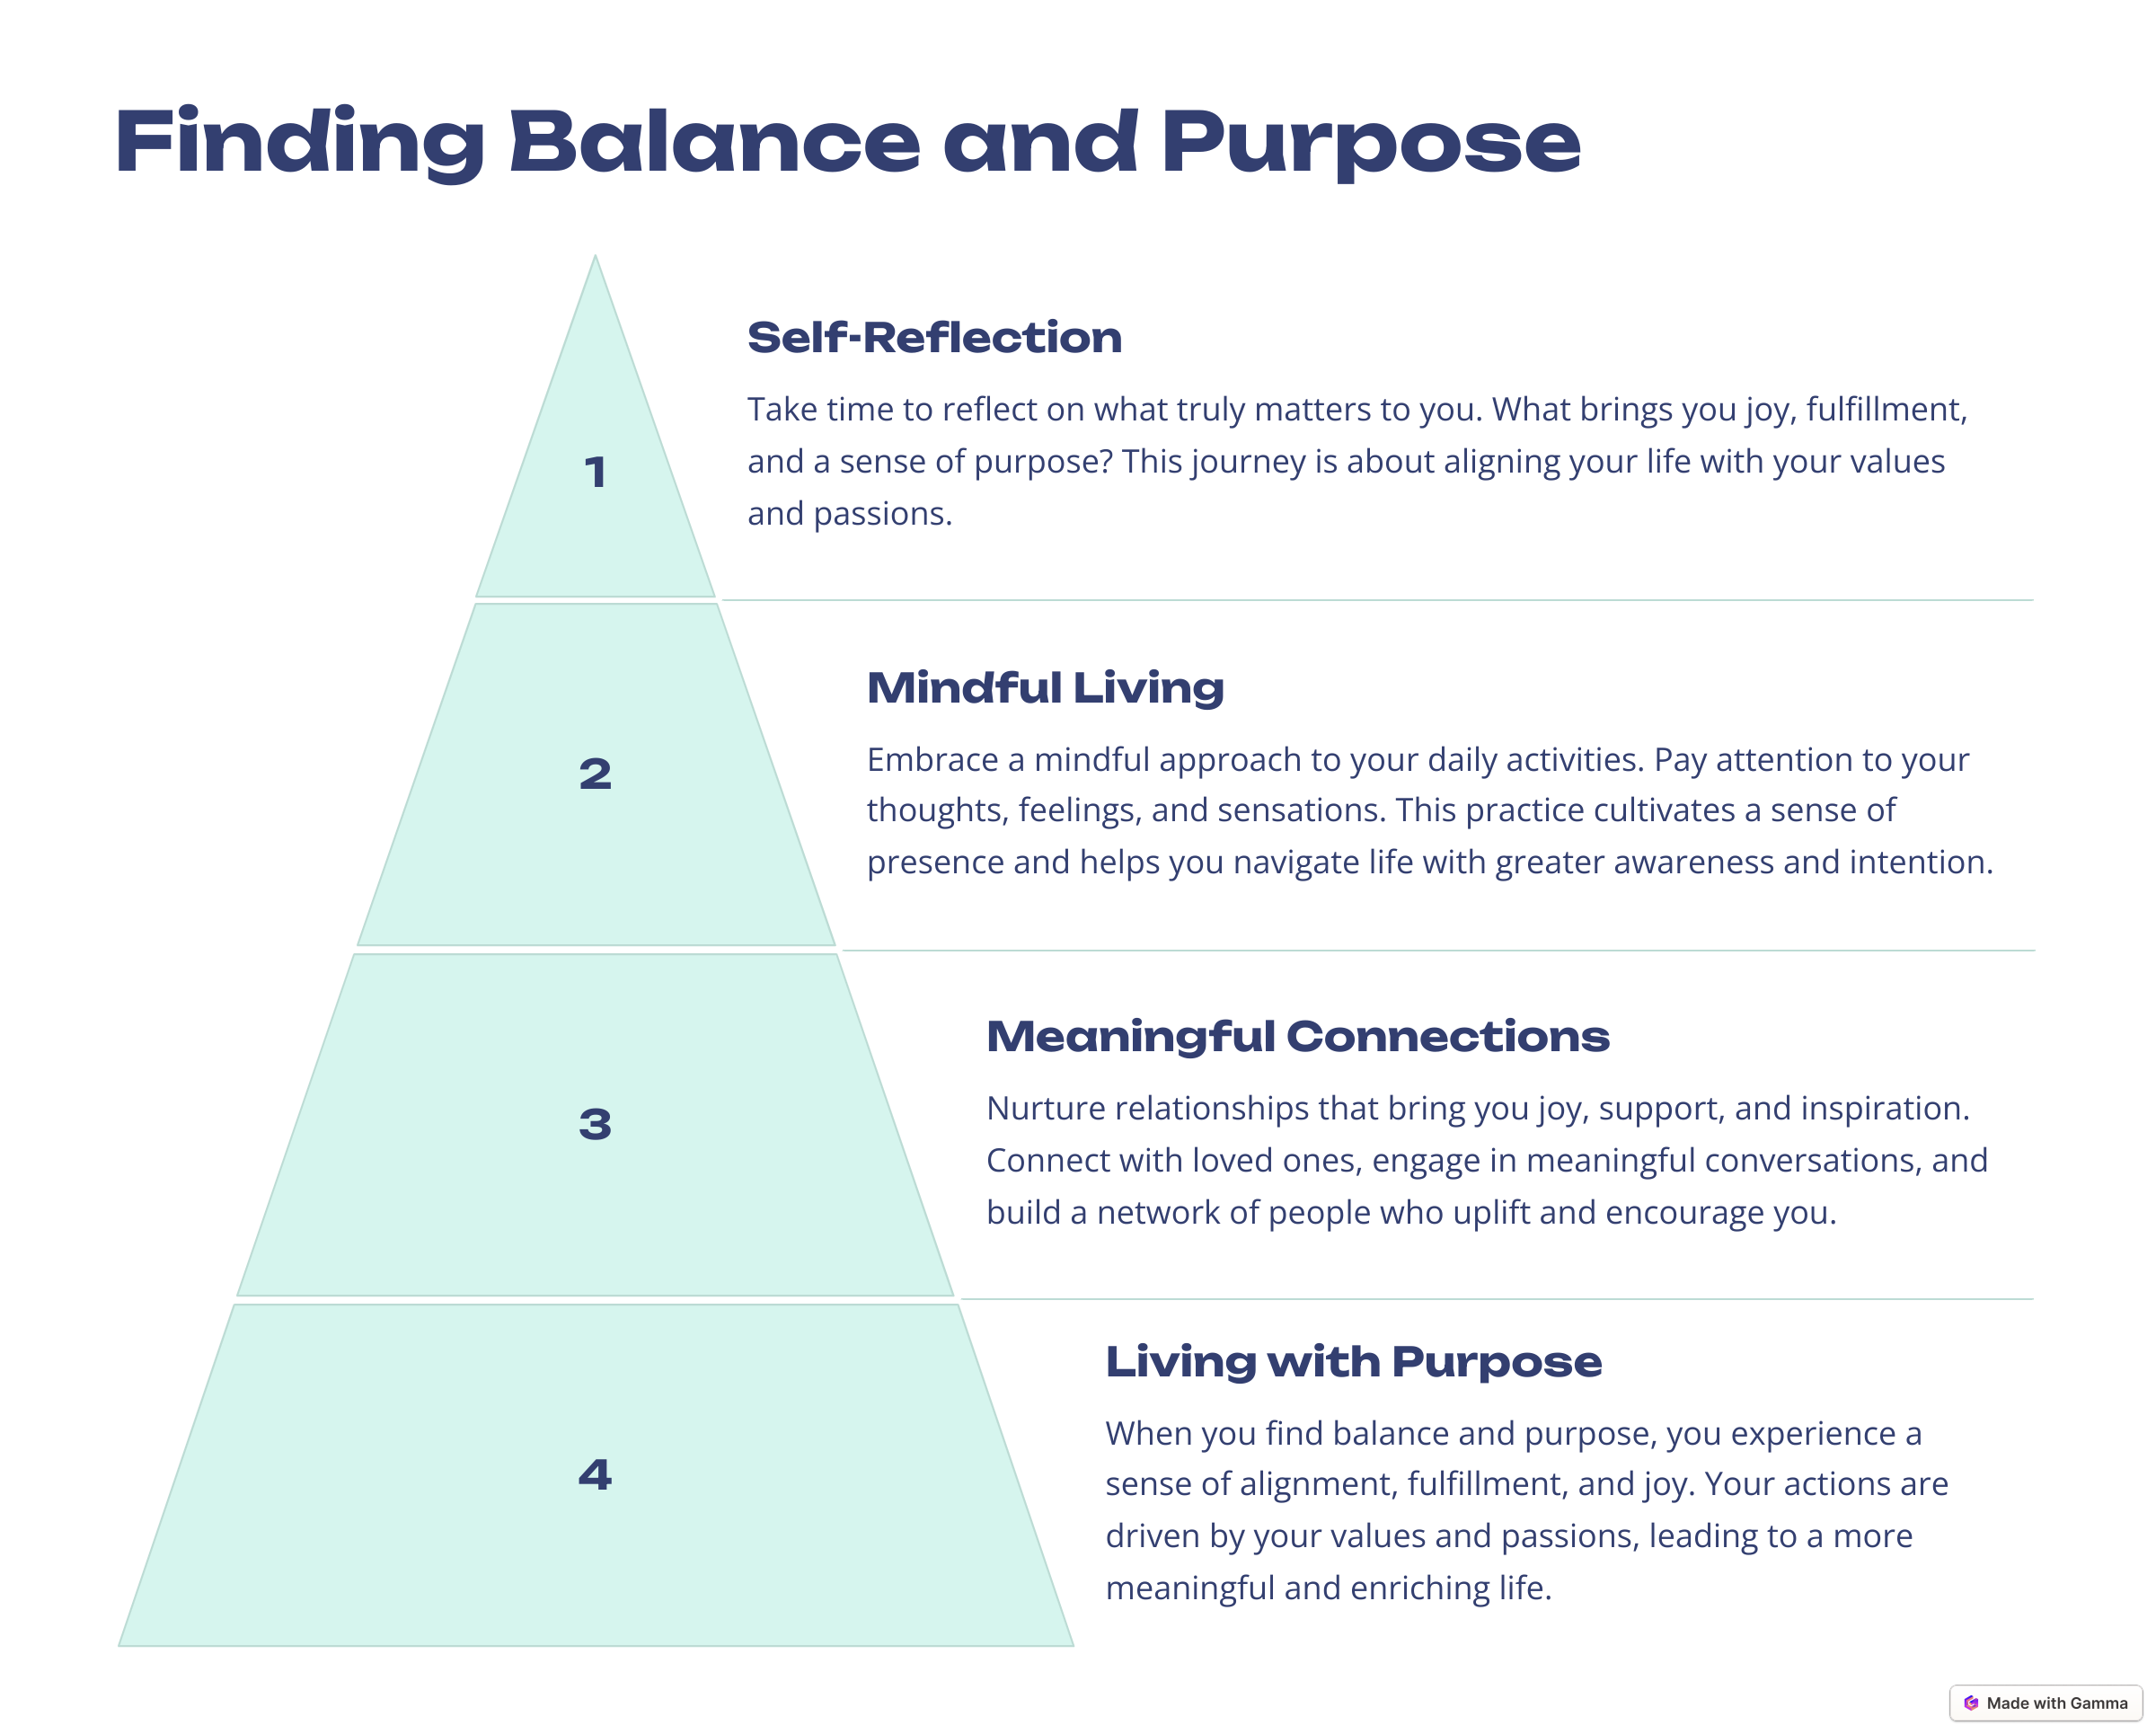 Finding Balance and Purpose
1
Self-Reflection
Take time to reflect on what truly matters to you. What brings you joy, fulfillment,
and a sense of purpose? This journey is about aligning your life with your values
and passions.
2
Mindful Living
Embrace a mindful approach to your daily activities. Pay attention to your
thoughts, feelings, and sensations. This practice cultivates a sense of
presence and helps you navigate life with greater awareness and intention.
3
Meaningful Connections
Nurture relationships that bring you joy, support, and inspiration.
Connect with loved ones, engage in meaningful conversations, and
build a network of people who uplift and encourage you.
4
Living with Purpose
When you find balance and purpose, you experience a
sense of alignment, fulfillment, and joy. Your actions are
driven by your values and passions, leading to a more
meaningful and enriching life.
Made with Gamma